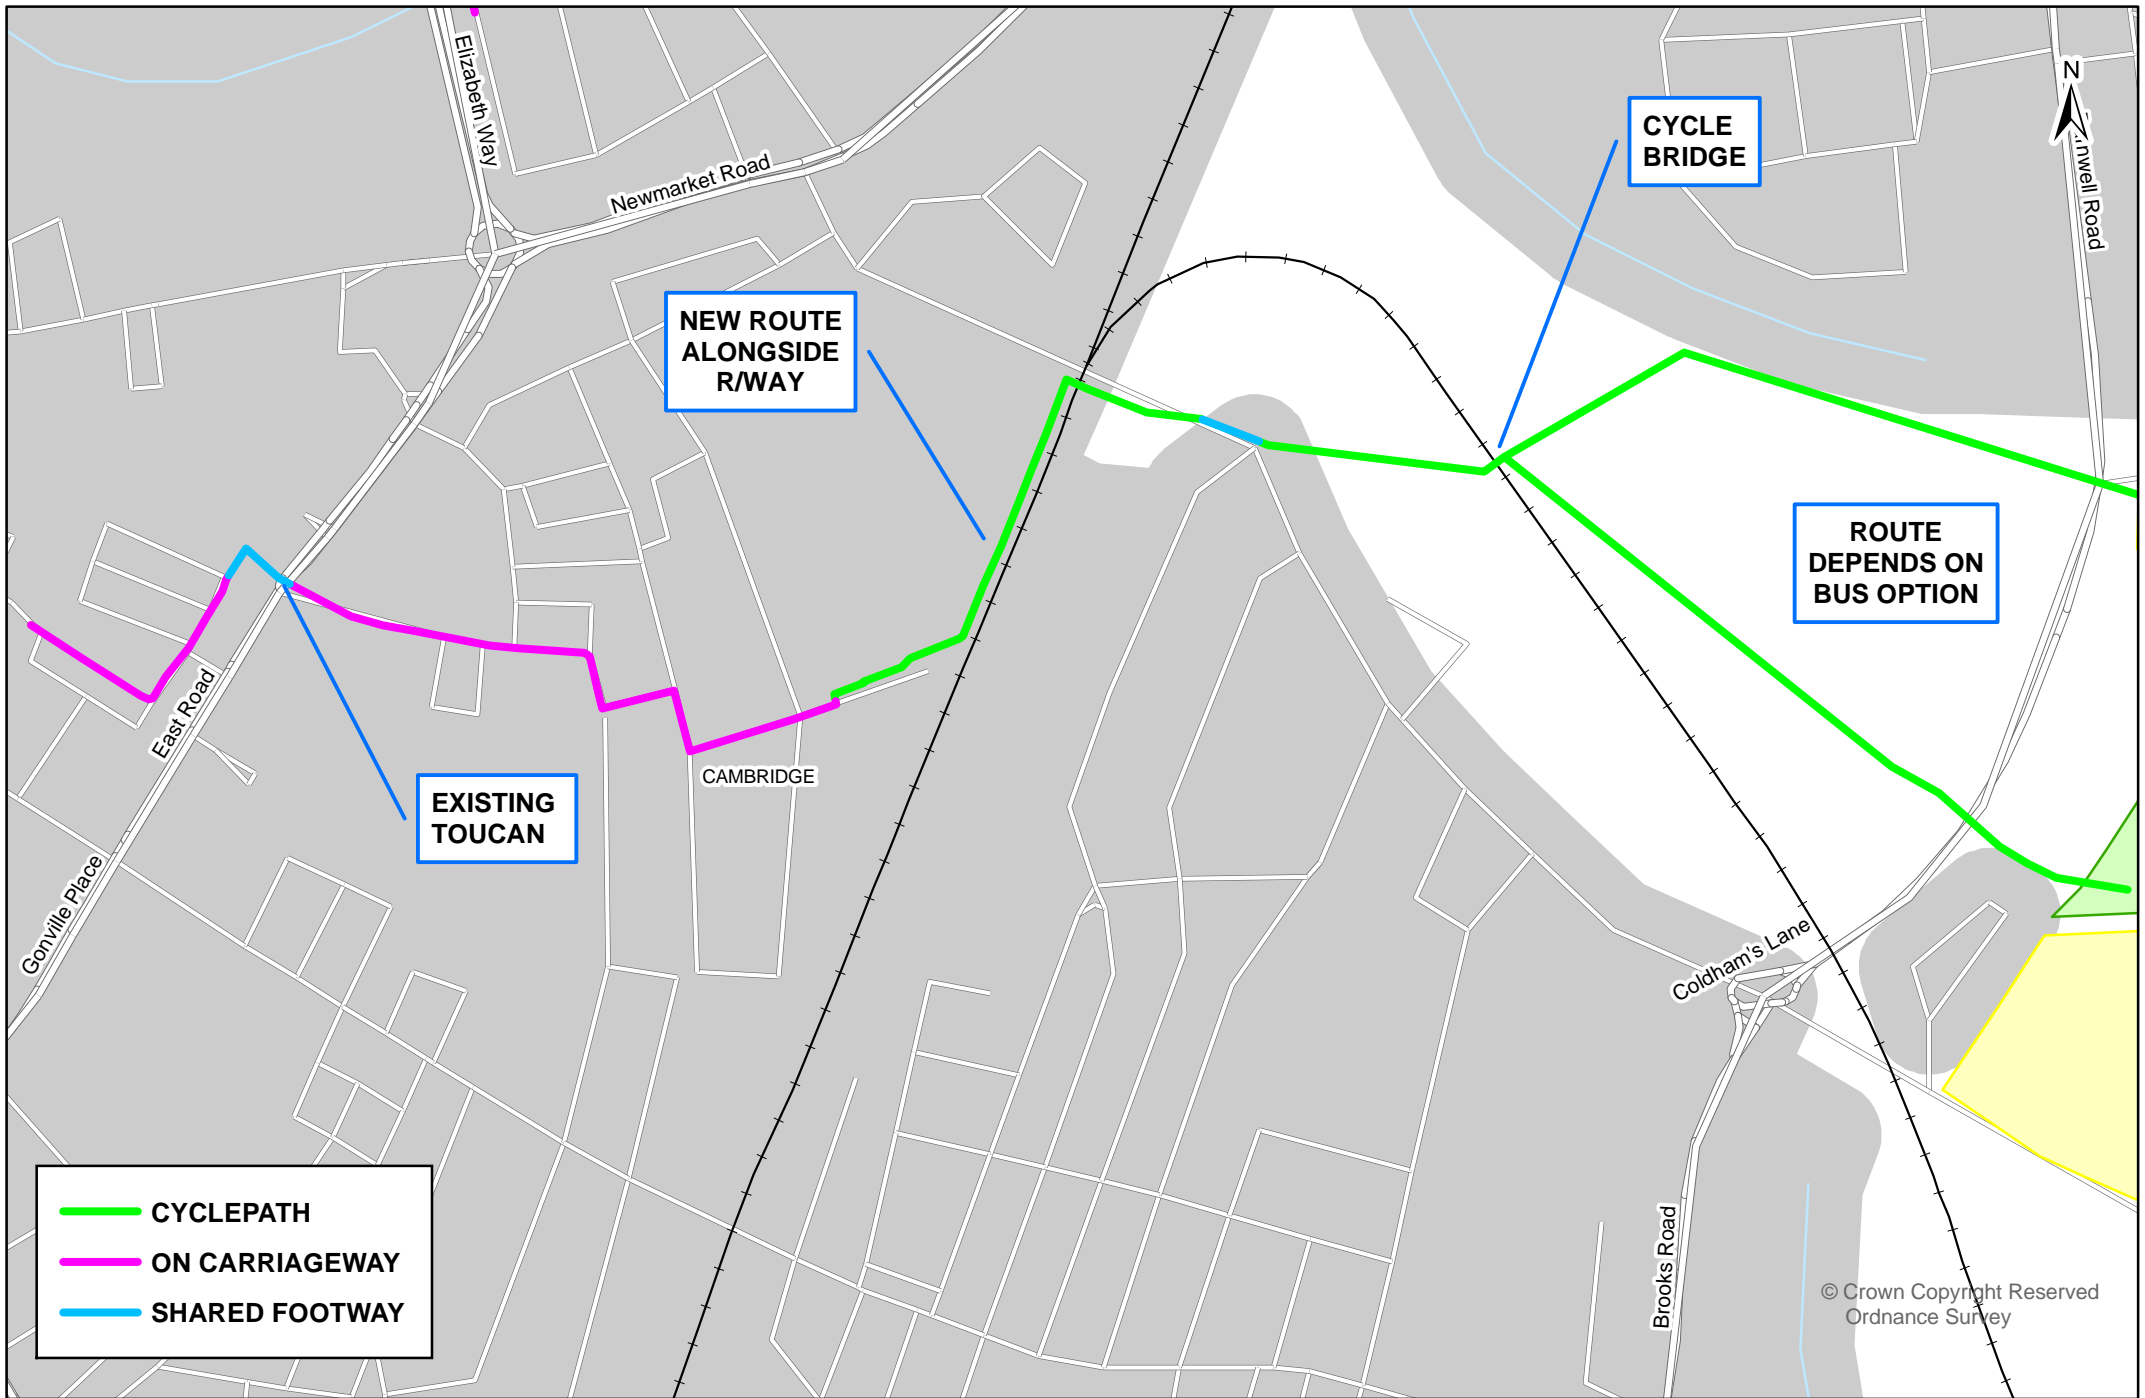 Elizabeth Way
Newmarket Road
N
CYCLE
BRIDGE
Road
NEW ROUTE
ALONGSIDE
R/WAY
ROUTE
DEPENDS ON
BUS OPTION
East Road
CAMBRIDGE
EXISTING
TOUCAN
Gonville Place
Coldham's Lane
Brooks Road
CYCLEPATH
ON CARRIAGEWAY
SHARED FOOTWAY
© Crown Copyright Reserved
Ordnance Survey